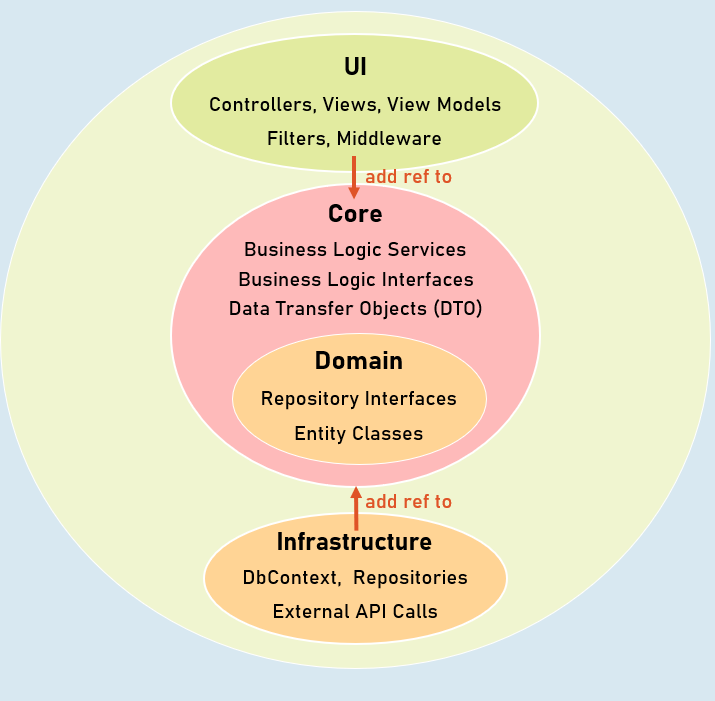 UI
Controllers, Views, View Models
Filters, Middleware
add ref to
Core
Business Logic Services
Business Logic Interfaces
Data Transfer Objects (DTO)
Domain
Repository Interfaces
Entity Classes
add ref to
Infrastructure
DbContext, Repositories
External API Calls